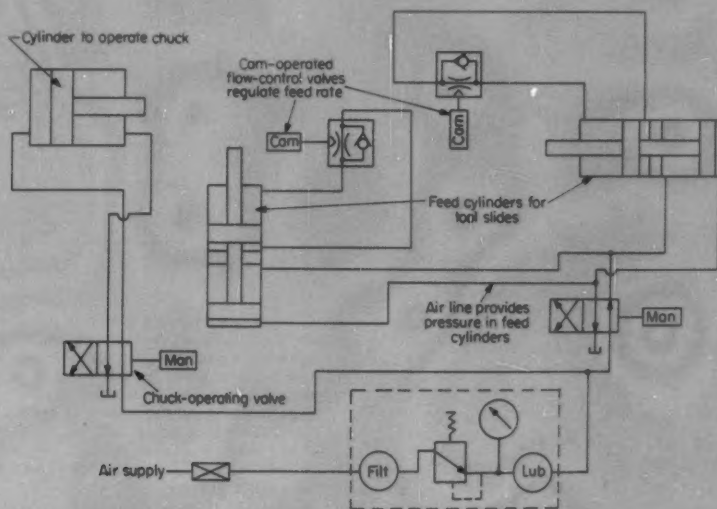 Cylinder to operate chuck
Cam-operated
flow-control valves
regulate feed rate
Cam
Cam
Feed cylinders for
tool slides
Air line provides
pressure in feed
cylinders
Man
Man
Chuck-operating valve
Air supply
Filt
Lub